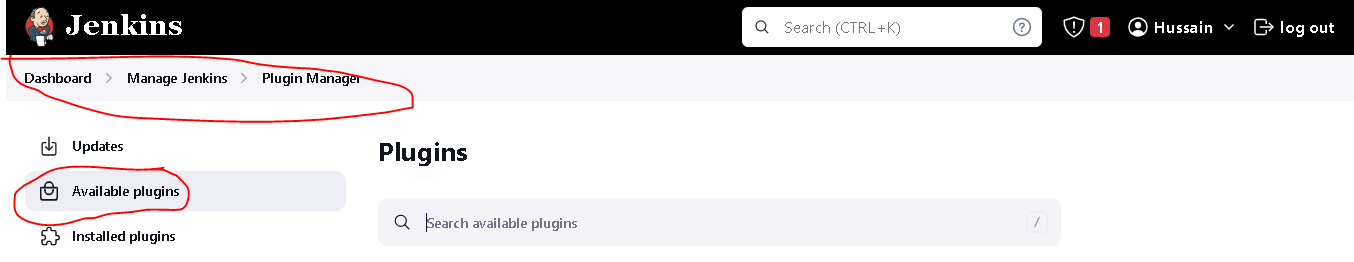 Jenkins Search (CTRL+K) ? 1 Hussain log out
Dashboard Manage Jenkins Plugin Manager
Updates
Plugins
Available plugins
Search available plugins /
Installed plugins